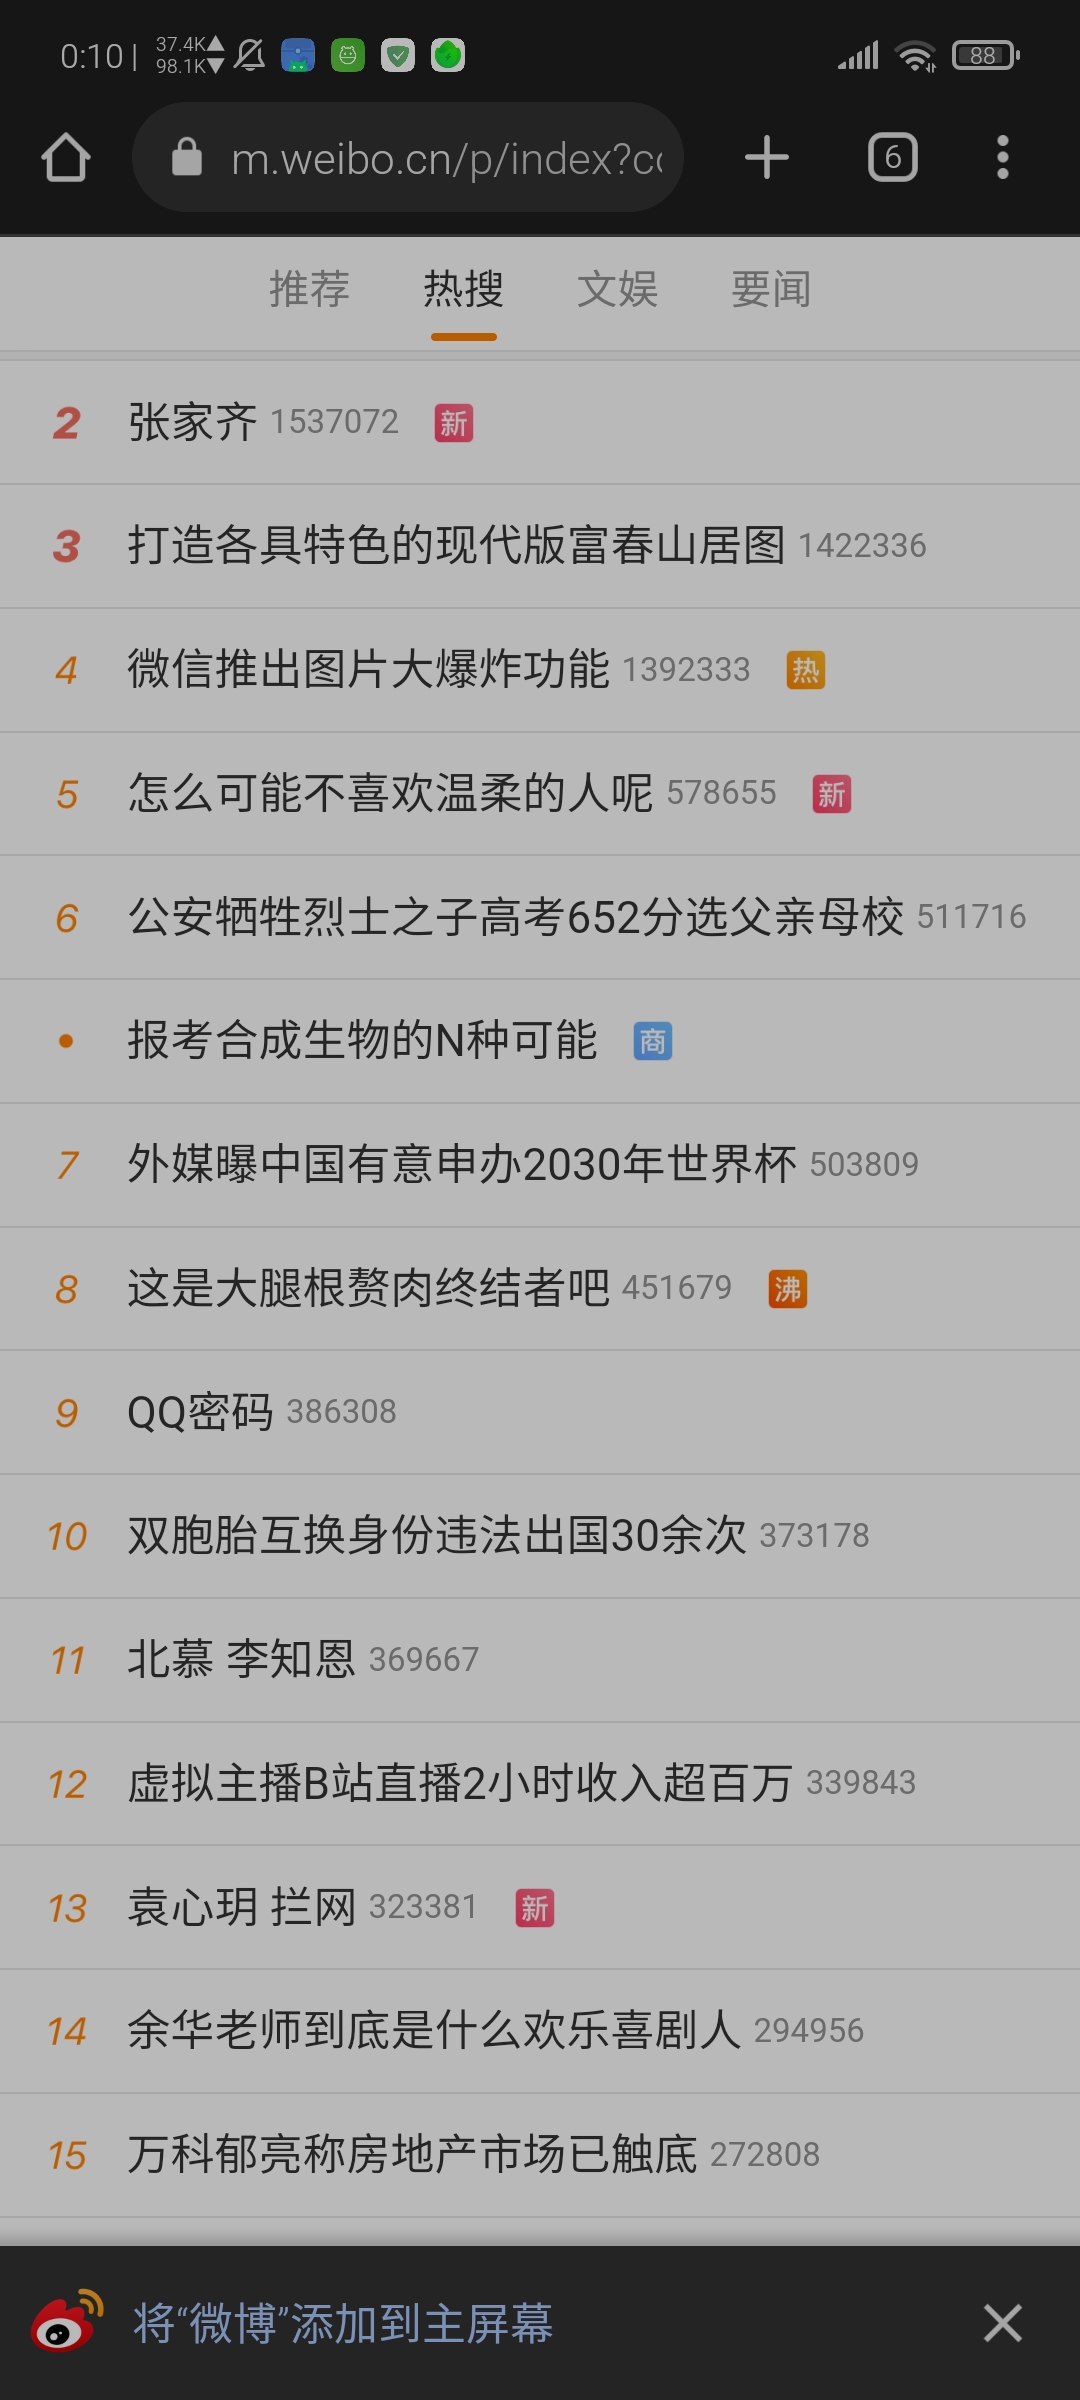 0:10 | 37.4K 98.1K 88
m.weibo.cn/p/index?co 6
推荐 热搜 文娱 要闻
2 张家齐 1537072 新
3 打造各具特色的现代版富春山居图 1422336
4 微信推出图片大爆炸功能 1392333 热
5 怎么可能不喜欢温柔的人呢 578655 新
6 公安牺牲烈士之子高考652分选父亲母校 511716
• 报考合成生物的N种可能 商
7 外媒曝中国有意申办2030年世界杯 503809
8 这是大腿根赘肉终结者吧 451679 沸
9 QQ密码 386308
10 双胞胎互换身份违法出国30余次 373178
11 北慕 李知恩 369667
12 虚拟主播B站直播2小时收入超百万 339843
13 袁心玥 拦网 323381 新
14 余华老师到底是什么欢乐喜剧人 294956
15 万科郁亮称房地产市场已触底 272808
将“微博”添加到主屏幕